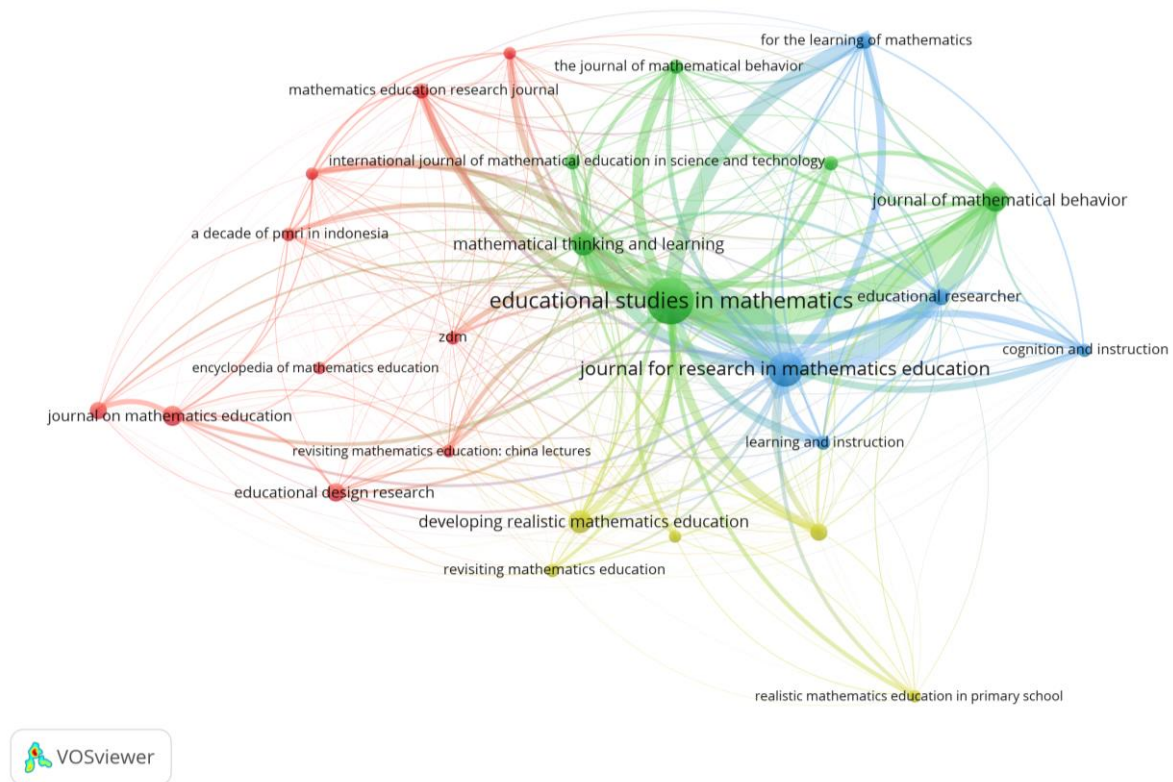 for the learning of mathematics
the journal of mathematical behavior
mathematics education research journal
international journal of mathematical education in science and technology
journal of mathematical behavior
a decade of pmri in indonesia
mathematical thinking and learning
educational studies in mathematics
educational researcher
zdm
cognition and instruction
encyclopedia of mathematics education
journal for research in mathematics education
journal on mathematics education
learning and instruction
revisiting mathematics education: china lectures
educational design research
developing realistic mathematics education
revisiting mathematics education
realistic mathematics education in primary school
VOSviewer